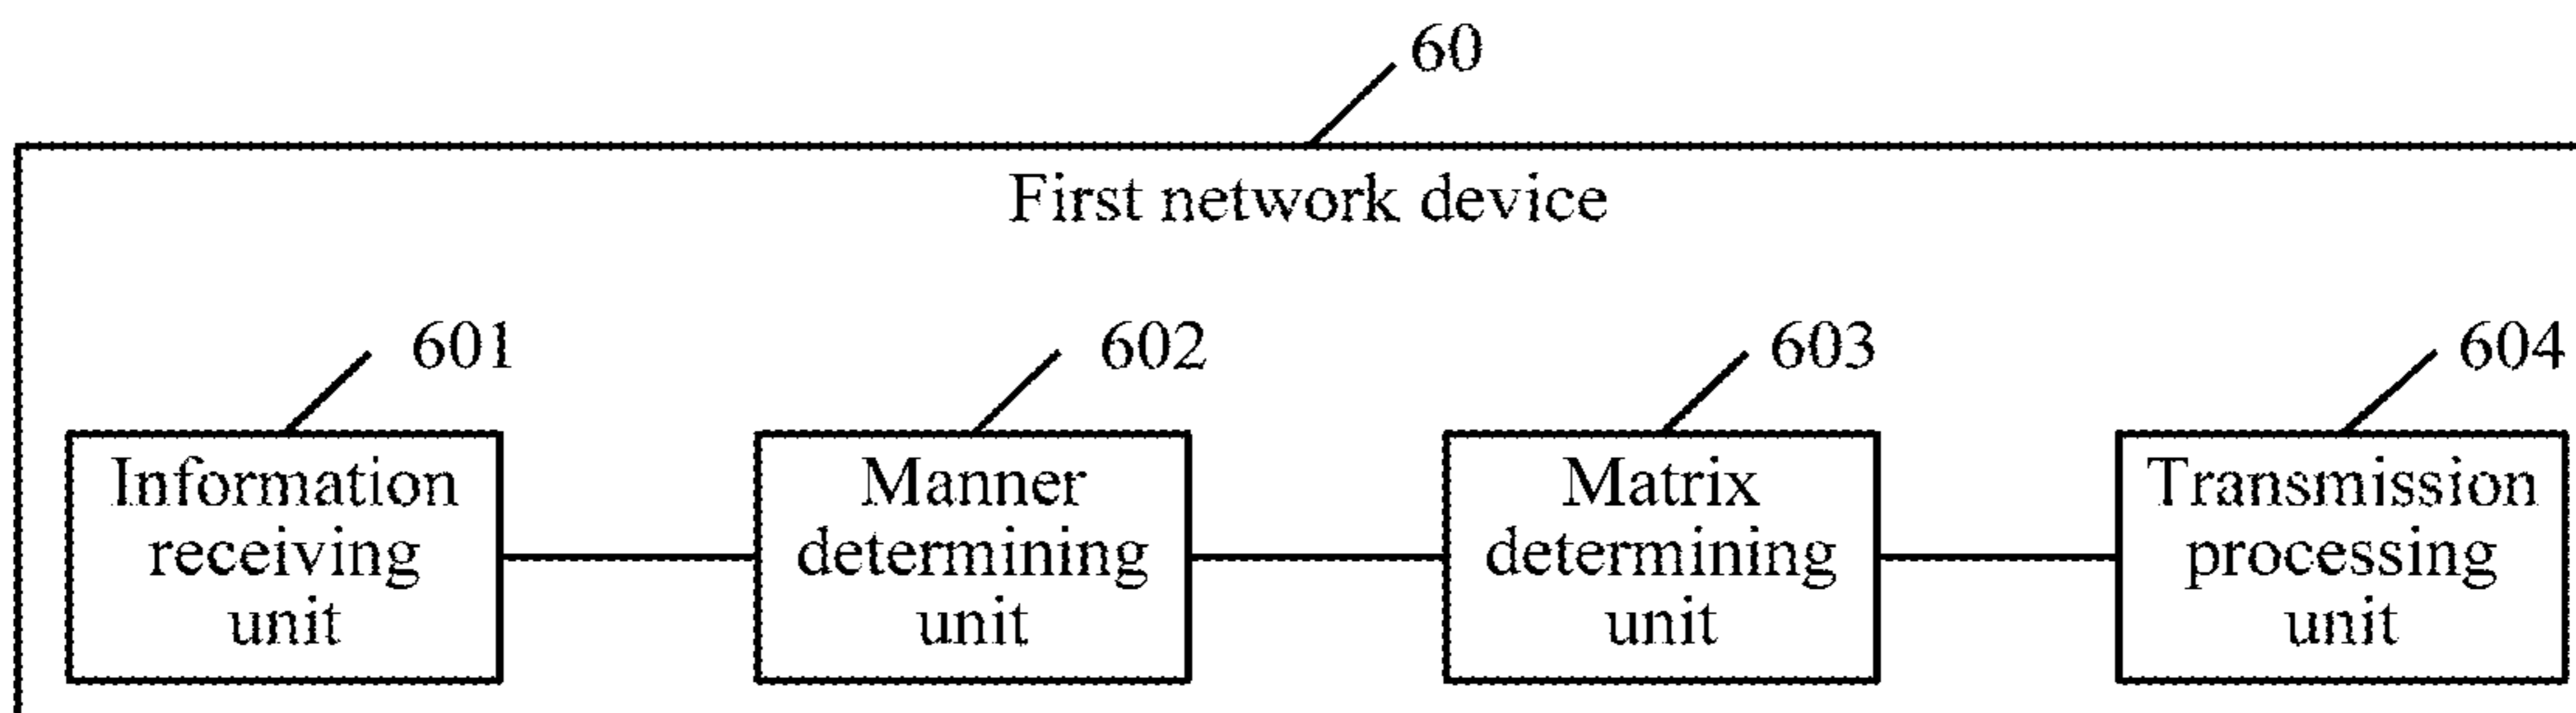 60
First network device
601
602
603
604
Information
receiving
unit
Manner
determining
unit
Matrix
determining
unit
Transmission
processing
unit